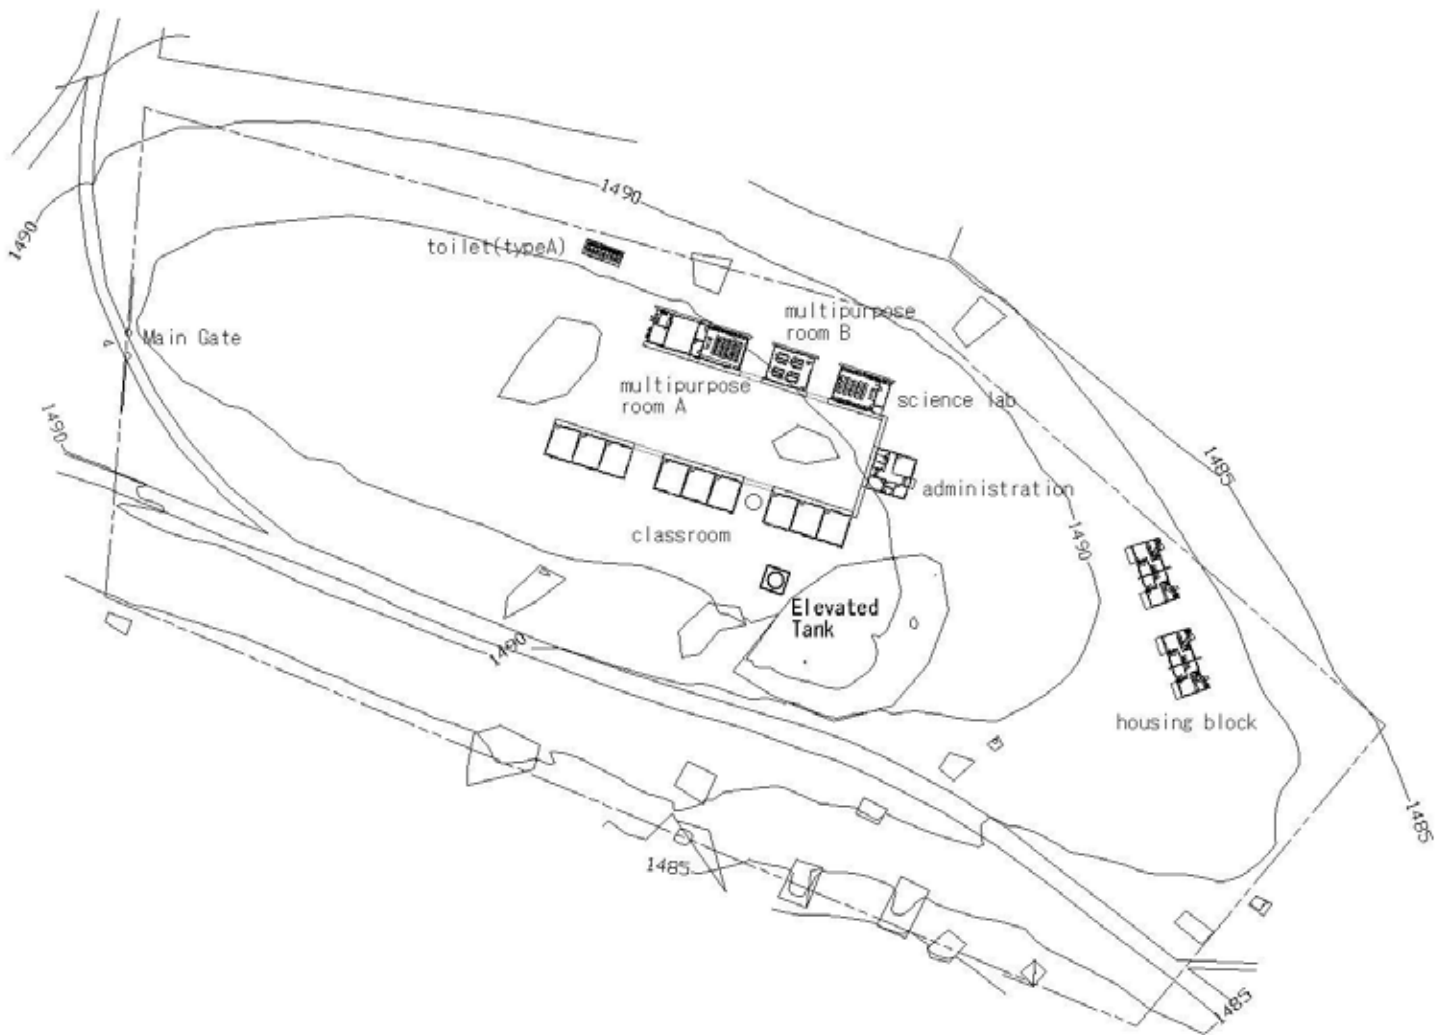 1490
1490
toilet(typeA)
multipurpose
room B
Main Gate
multipurpose
room A
science lab
1490
1485
administration
classroom
1490
Elevated
Tank
1490
housing block
1485
1485
1485